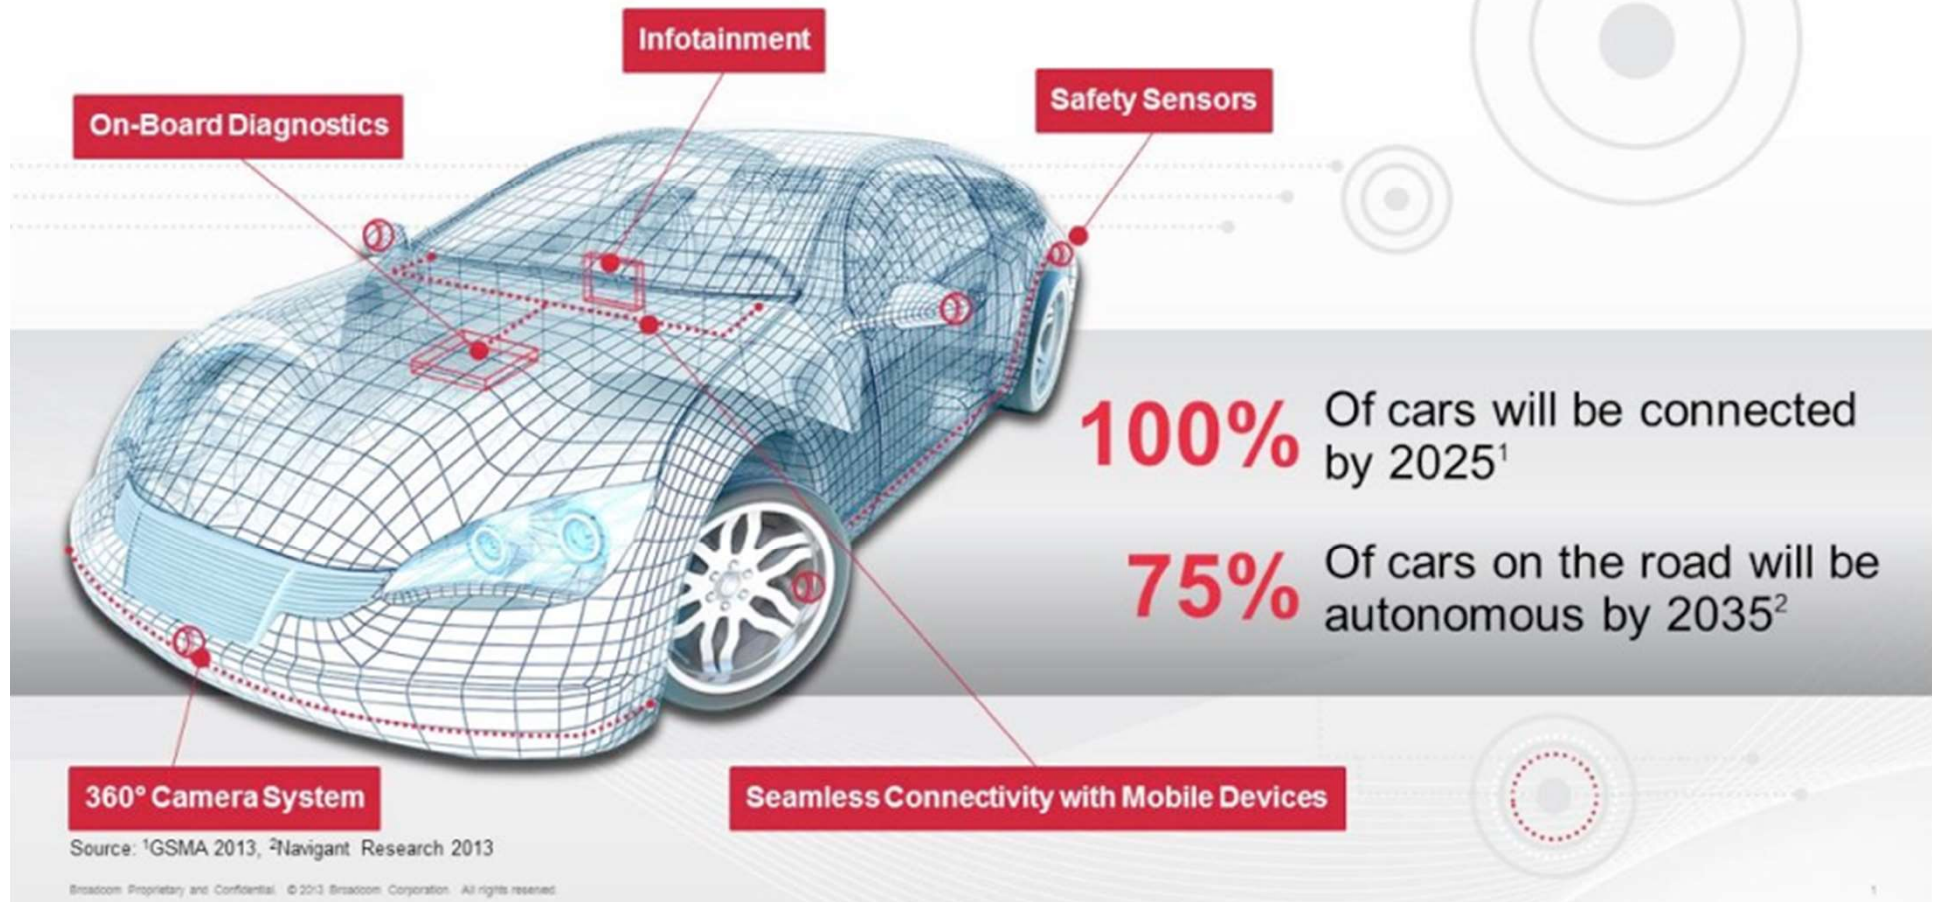 Infotainment
Safety Sensors
On-Board Diagnostics
100% Of cars will be connected
by 2025¹
75% Of cars on the road will be
autonomous by 2035²
360° Camera System
Seamless Connectivity with Mobile Devices
Source: ¹GSMA 2013, ²Navigant Research 2013
Broadcom Proprietary and Confidential. © 2013 Broadcom Corporation. All rights reserved.
1